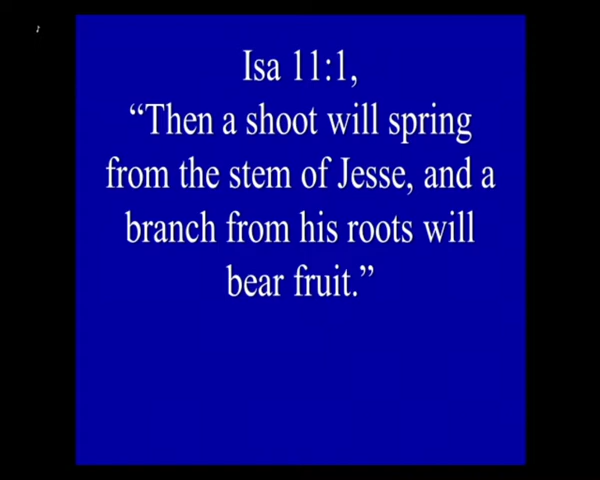 Isa 11:1,
“Then a shoot will spring
from the stem of Jesse, and a
branch from his roots will
bear fruit.”